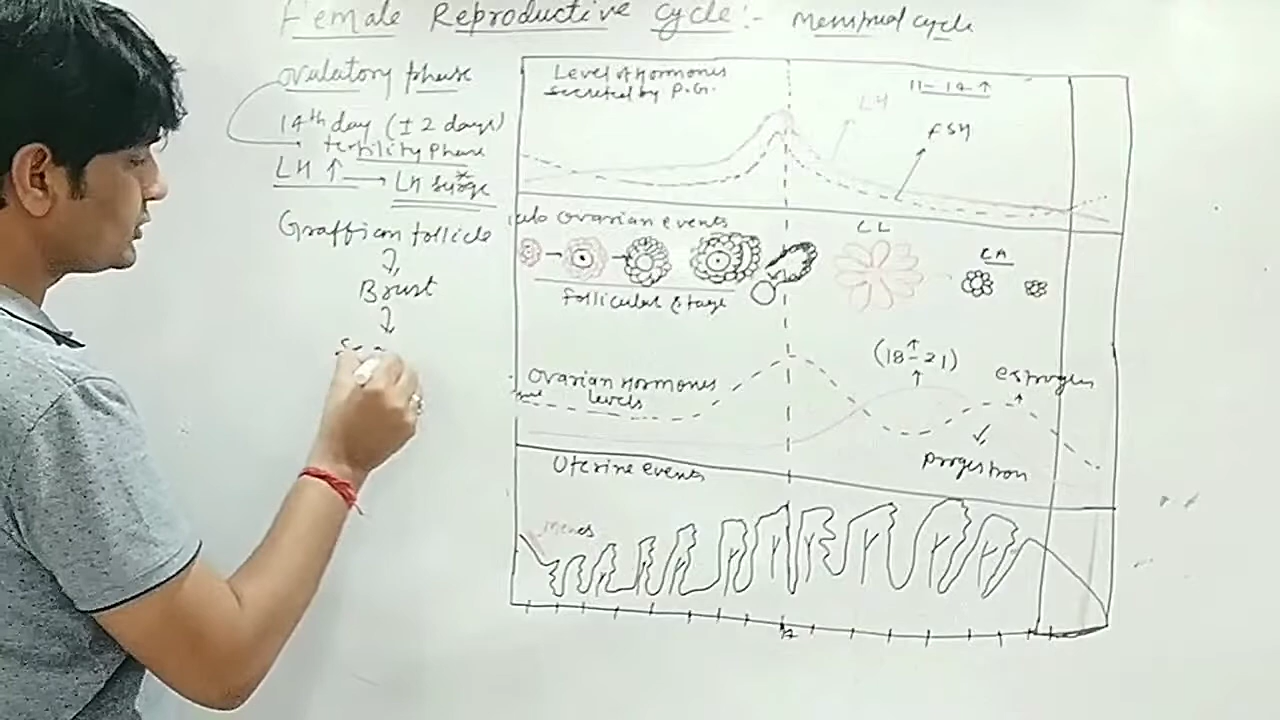 Female Reproductive cycle:- menstrual cycle
ovulatory phase
14th day (± 2 days)
fertility phase
LH ↑ → LH surge
Graffian follicle
Brust
Level of Hormones
secreted by P.G.
11-14 ↑
LH
FSH
Ovarian events
CL
CA
follicular stage
(18-21)
Ovarian Hormones
levels
estrogen
progestron
Uterine events
Menes